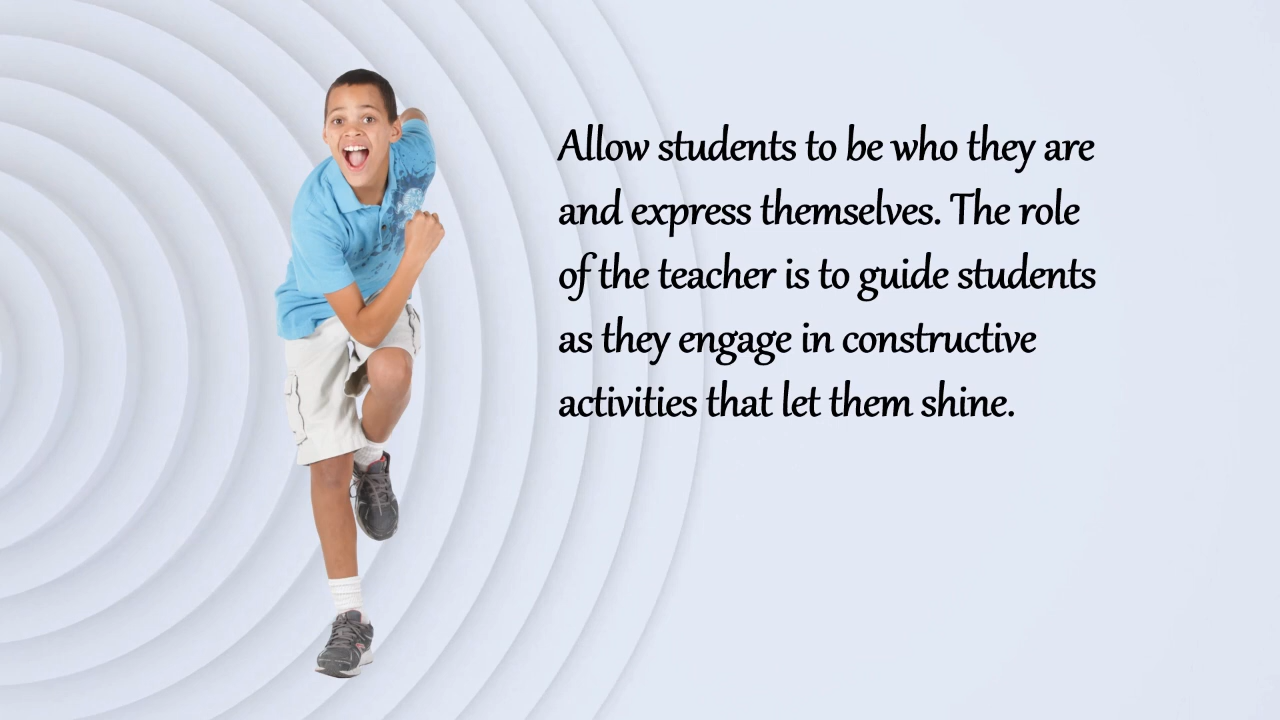 Allow students to be who they are
and express themselves. The role
of the teacher is to guide students
as they engage in constructive
activities that let them shine.